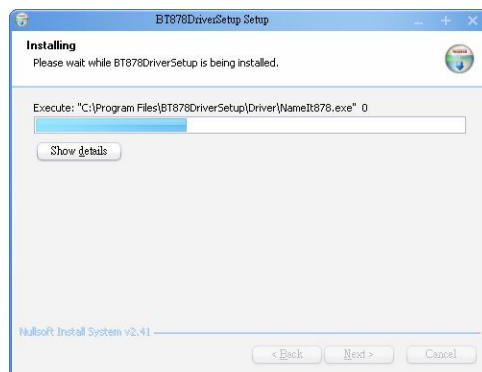 BT878DriverSetup Setup
Installing
Please wait while BT878DriverSetup is being installed.
Execute: "C:\Program Files\BT878DriverSetup\Driver\NameIt878.exe" 0
Show details
Nullsoft Install System v2.41
< Back Next > Cancel